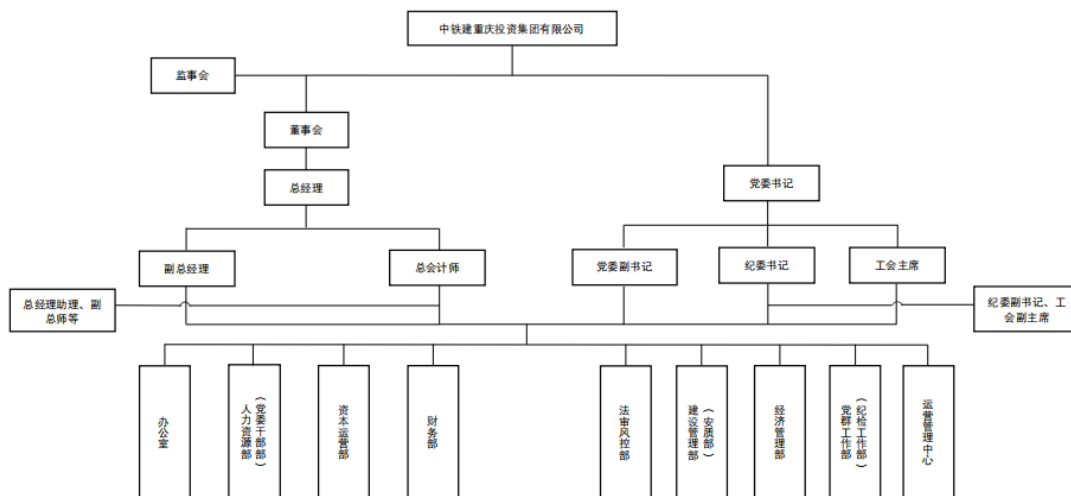 中铁建重庆投资集团有限公司
监事会
董事会
总经理
党委书记
副总经理
总会计师
党委副书记
纪委书记
工会主席
总经理助理、副
总师等
纪委副书记、工
会副主席
办公室
人力资源部
（党委干部部）
资本运营部
财务部
法审风控部
建设管理部
（安质部）
经济管理部
党群工作部
（纪检工作部）
运营管理中心